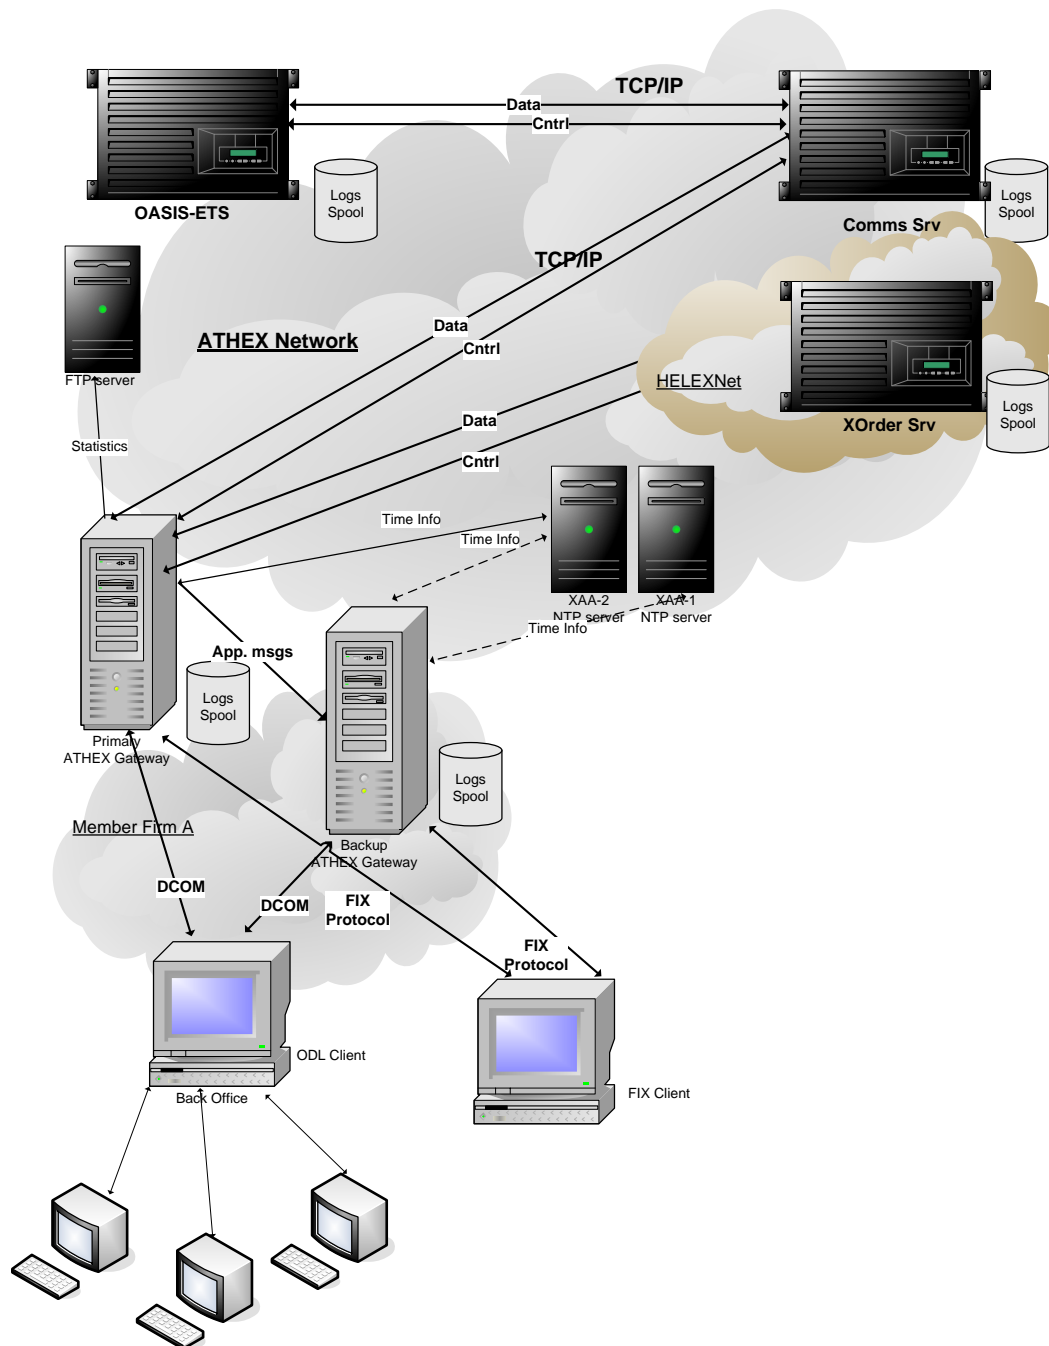 TCP/IP
Data
Cntrl
Logs
Spool
OASIS-ETS
Logs
Spool
Comms Srv
TCP/IP
ATHEX Network
Data
Cntrl
FTP server
HELEXNet
Logs
Spool
XOrder Srv
Statistics
Data
Cntrl
Time Info
Time Info
XAA-2
NTP server
XAA-1
NTP server
Time Info
App. msgs
Logs
Spool
Primary
ATHEX Gateway
Logs
Spool
Member Firm A
Backup
ATHEX Gateway
DCOM
DCOM
FIX
Protocol
FIX
Protocol
ODL Client
Back Office
FIX Client